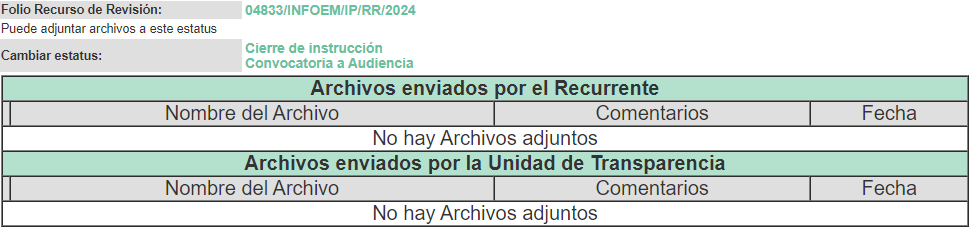 Folio Recurso de Revisión: 04833/INFOEM/IP/RR/2024
Puede adjuntar archivos a este estatus
Cambiar estatus: Cierre de instrucción
Convocatoria a Audiencia
Archivos enviados por el Recurrente
Nombre del Archivo Comentarios Fecha
No hay Archivos adjuntos
Archivos enviados por la Unidad de Transparencia
Nombre del Archivo Comentarios Fecha
No hay Archivos adjuntos